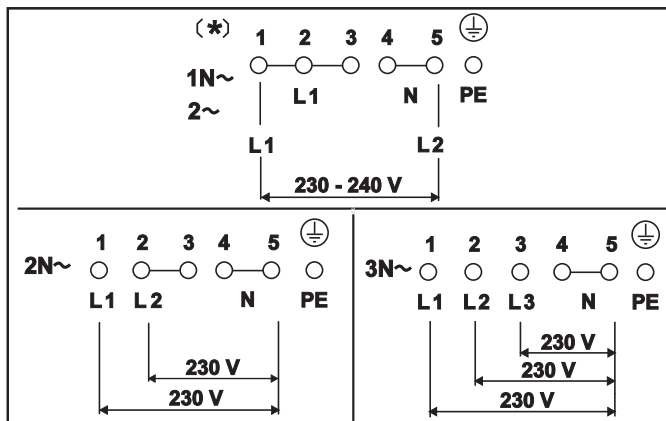 (*) 1 2 3 4 5
1N~ L1 N PE
2~
L1 L2
230 - 240 V
1 2 3 4 5
2N~
L1 L2 N PE
230 V
230 V
1 2 3 4 5
3N~
L1 L2 L3 N PE
230 V
230 V
230 V